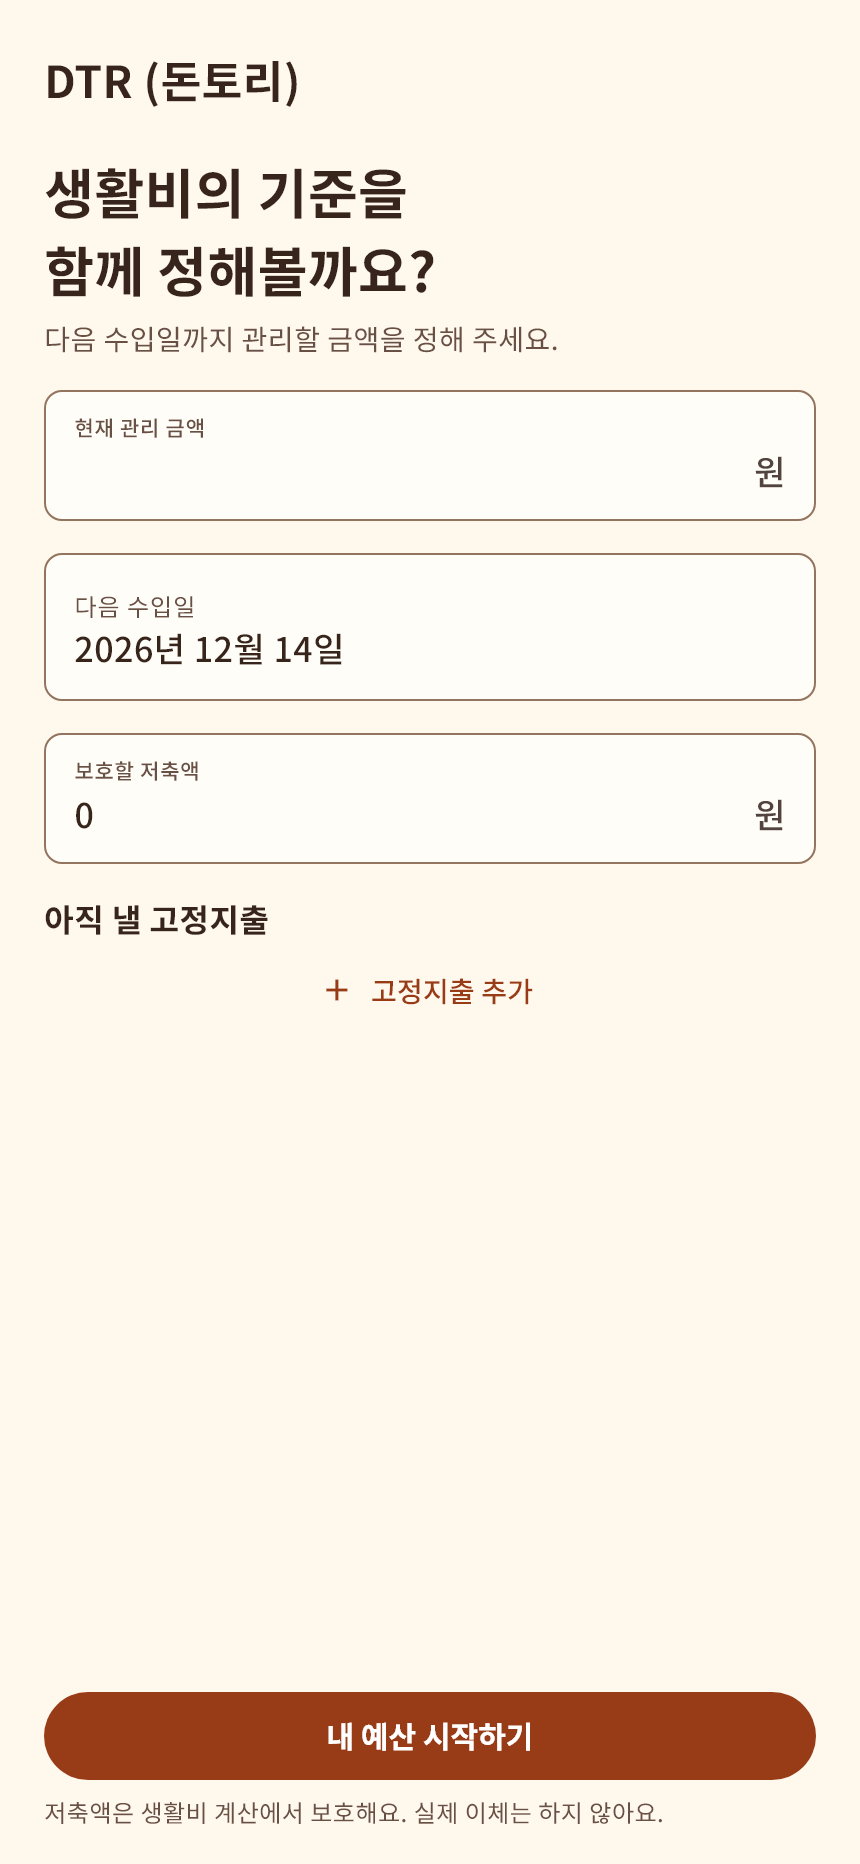 DTR (돈토리)
생활비의 기준을
함께 정해볼까요?
다음 수입일까지 관리할 금액을 정해 주세요.
현재 관리 금액
원
다음 수입일
2026년 12월 14일
보호할 저축액
0 원
아직 낼 고정지출
+ 고정지출 추가
내 예산 시작하기
저축액은 생활비 계산에서 보호해요. 실제 이체는 하지 않아요.